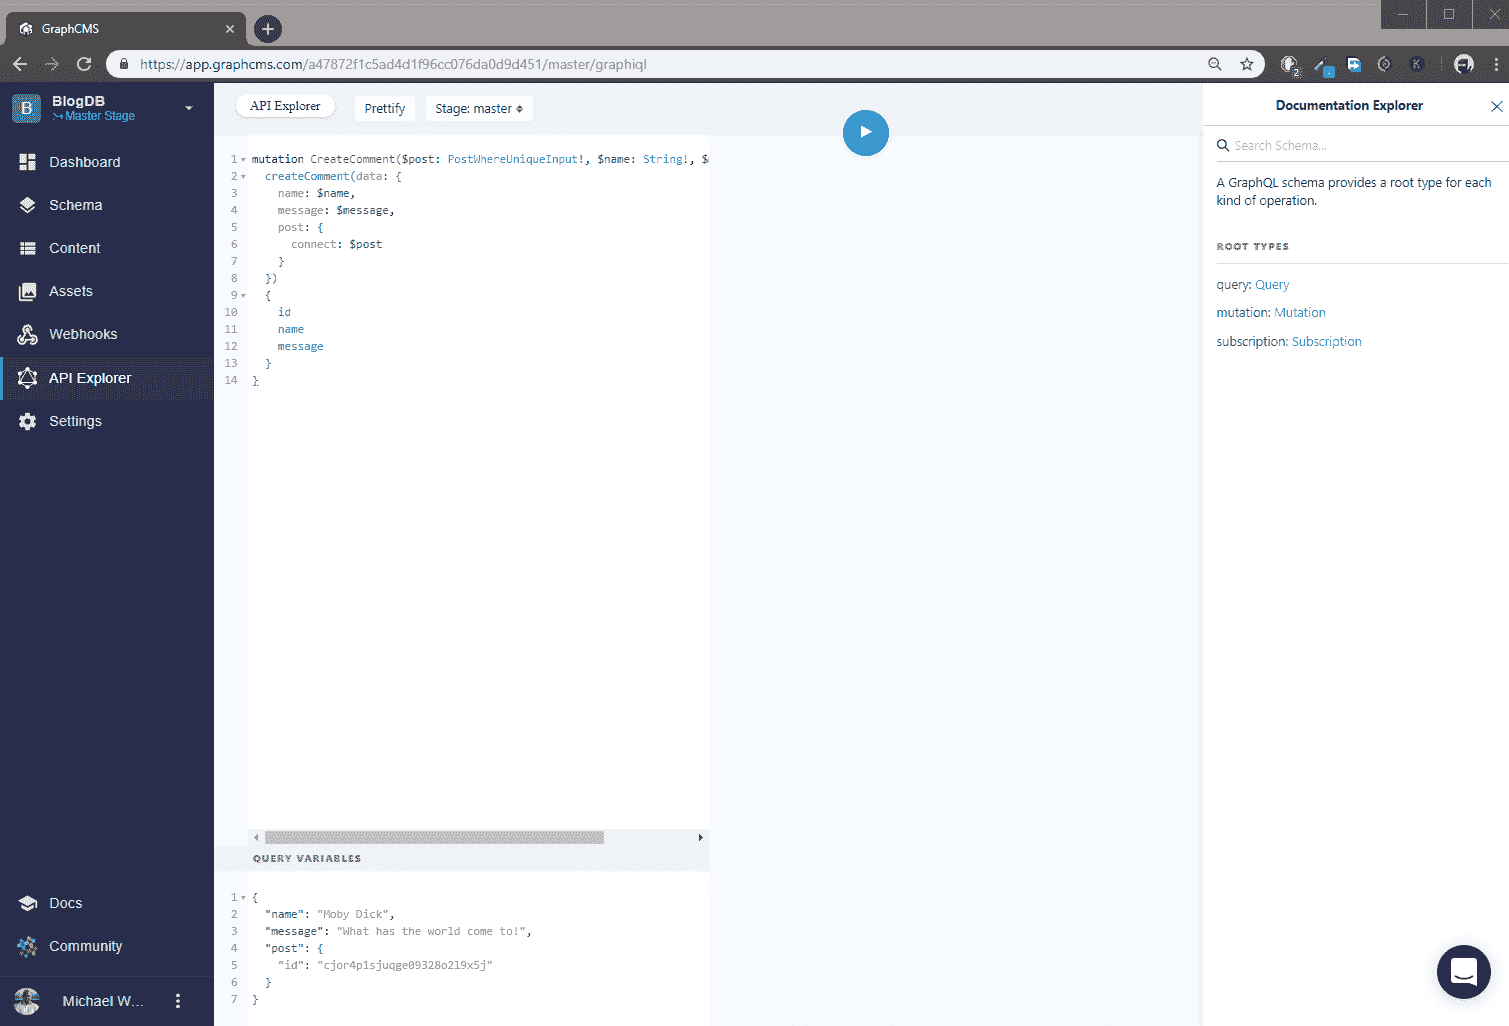 GraphCMS
https://app.graphcms.com/a47872f1c5ad4d1f96cc076da0d9d451/master/graphiql
2
K
B
BlogDB
Master Stage
Dashboard
Schema
Content
Assets
Webhooks
API Explorer
Settings
Docs
Community
Michael W...
API Explorer
Prettify
Stage: master
1 mutation CreateComment($post: PostWhereUniqueInput!, $name: String!, $
2 createComment(data: {
3 name: $name,
4 message: $message,
5 post: {
6 connect: $post
7 }
8 })
9 {
10 id
11 name
12 message
13 }
14 }
QUERY VARIABLES
1 {
2 "name": "Moby Dick",
3 "message": "What has the world come to!",
4 "post": {
5 "id": "cjor4p1sjuqge09328o2l9x5j"
6 }
7 }
Documentation Explorer
Search Schema...
A GraphQL schema provides a root type for each
kind of operation.
ROOT TYPES
query: Query
mutation: Mutation
subscription: Subscription